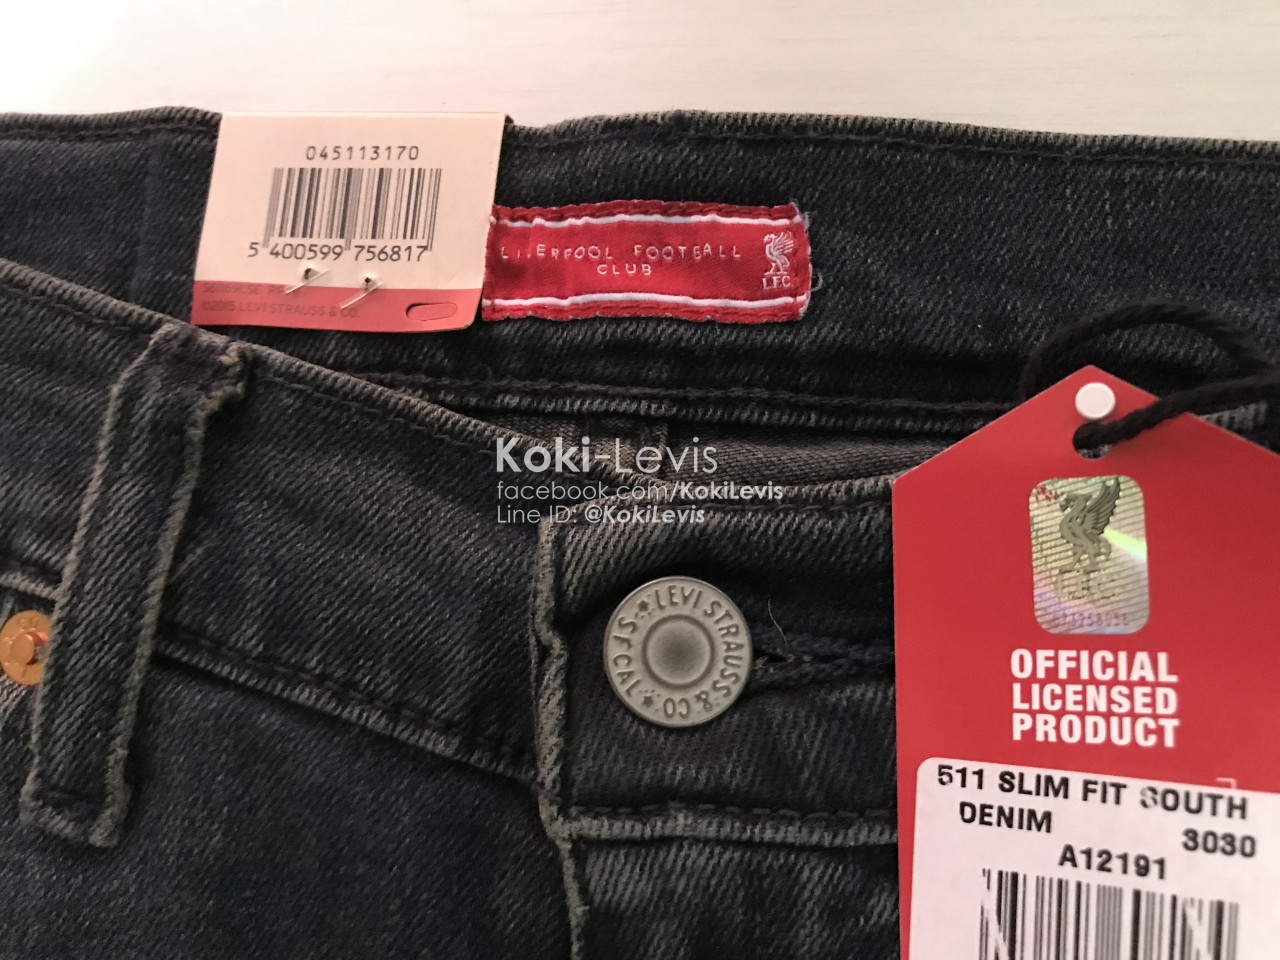 045113170
5 400599 756817
©2015 LEVI STRAUSS & CO.
LIVERPOOL FOOTBALL
CLUB
L.F.C
Koki-Levis
facebook.com/KokiLevis
Line ID: @KokiLevis
LEVI STRAUSS & CO.
S.F. CAL
OFFICIAL
LICENSED
PRODUCT
511 SLIM FIT SOUTH
DENIM 3030
A12191